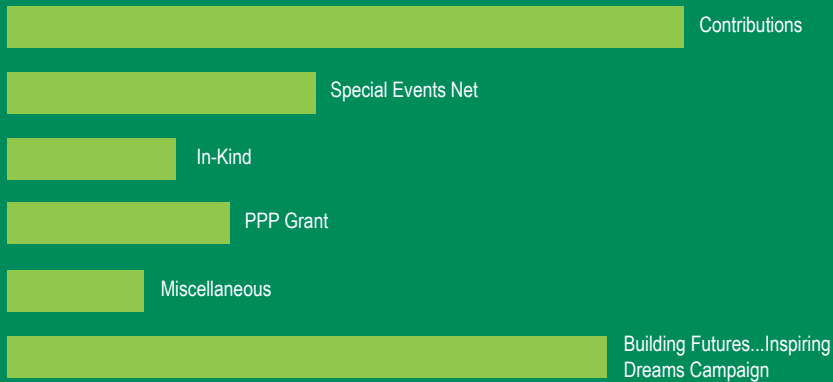 Contributions
Special Events Net
In-Kind
PPP Grant
Miscellaneous
Building Futures...Inspiring
Dreams Campaign